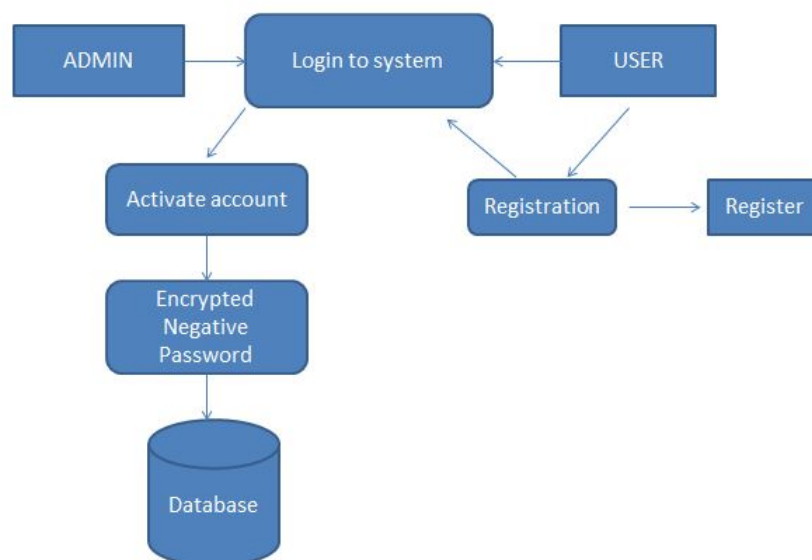 ADMIN
Login to system
USER
Activate account
Registration
Register
Encrypted
Negative
Password
Database